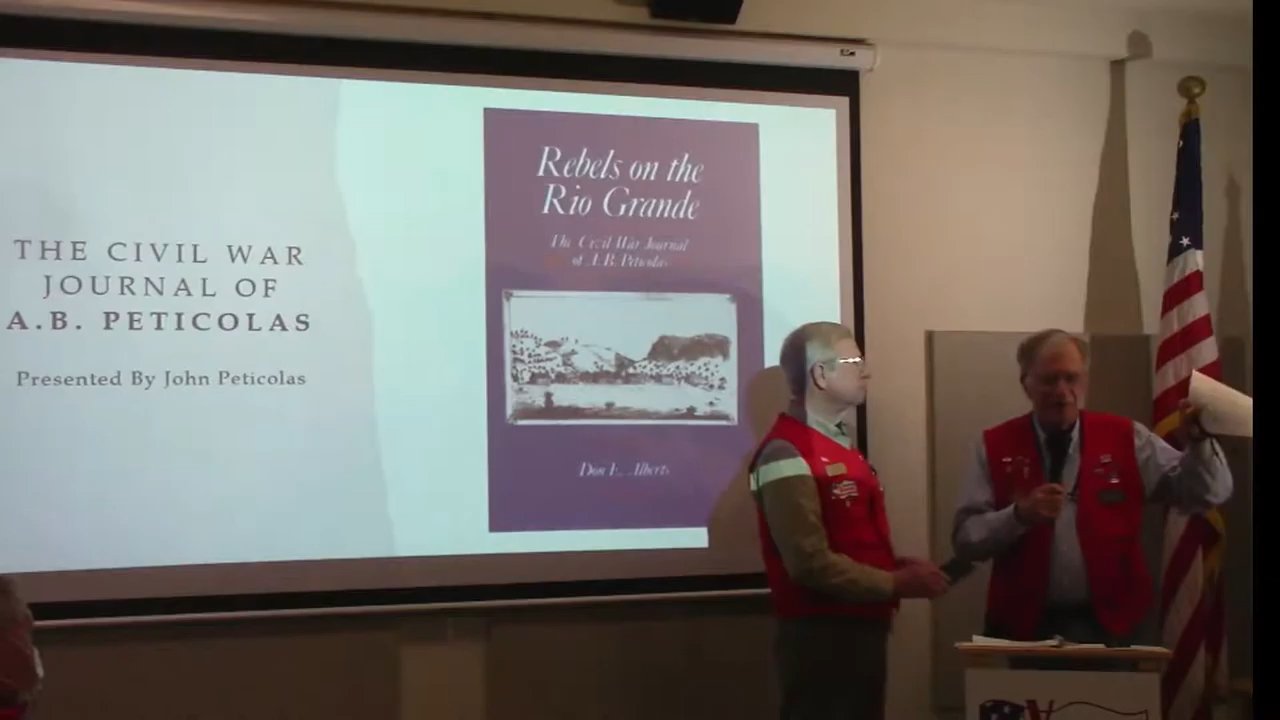 THE CIVIL WAR
JOURNAL OF
A.B. PETICOLAS
Presented By John Peticolas
Rebels on the
Rio Grande
The Civil War Journal
of A.B. Peticolas
Don E. Alberts